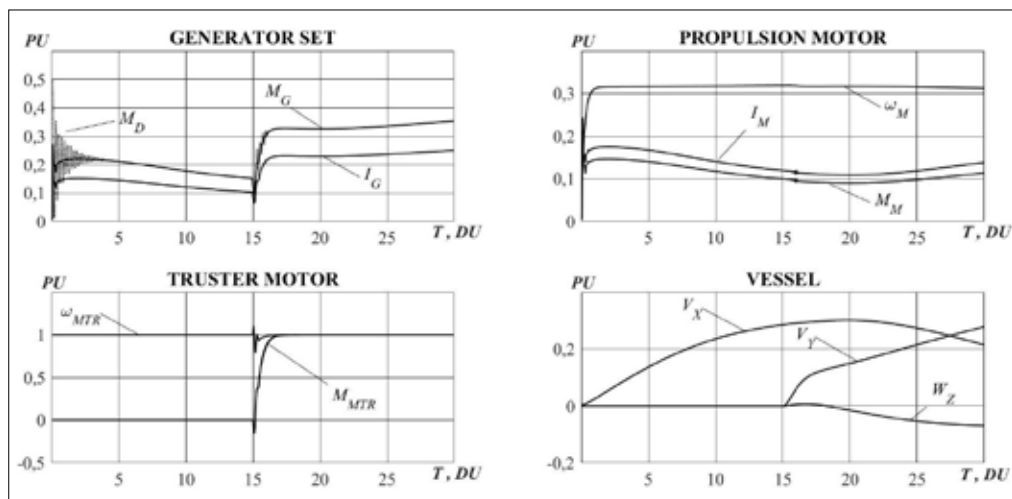 GENERATOR SET
PU
0,5
0,4
0,3
0,2
0,1
0
M_D
M_G
I_G
5 10 15 20 25
T , DU
PROPULSION MOTOR
PU
0,3
0,2
0,1
0
I_M
ω_M
M_M
5 10 15 20 25
T , DU
TRUSTER MOTOR
PU
1
0,5
0
-0,5
ω_MTR
M_MTR
5 10 15 20 25
T , DU
VESSEL
PU
0,2
0
-0,2
V_X
V_Y
W_Z
5 10 15 20 25
T , DU